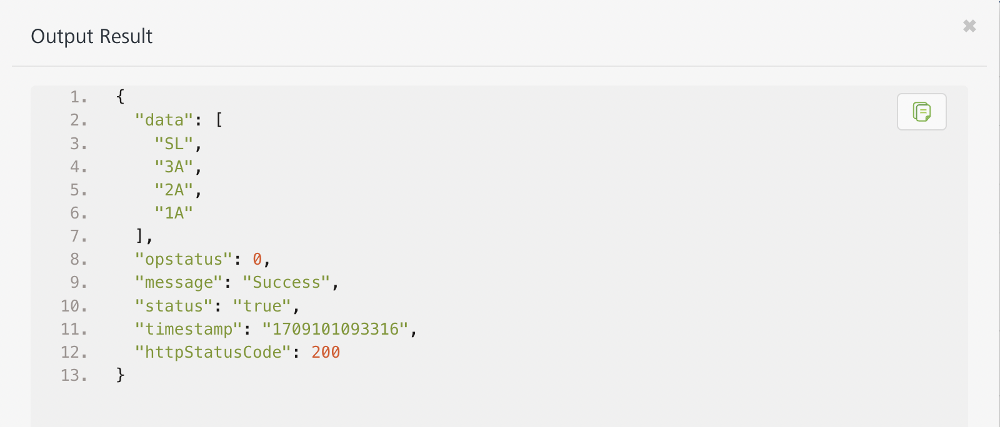 Output Result
1. {
2. "data": [
3. "SL",
4. "3A",
5. "2A",
6. "1A"
7. ],
8. "opstatus": 0,
9. "message": "Success",
10. "status": "true",
11. "timestamp": "1709101093316",
12. "httpStatusCode": 200
13. }